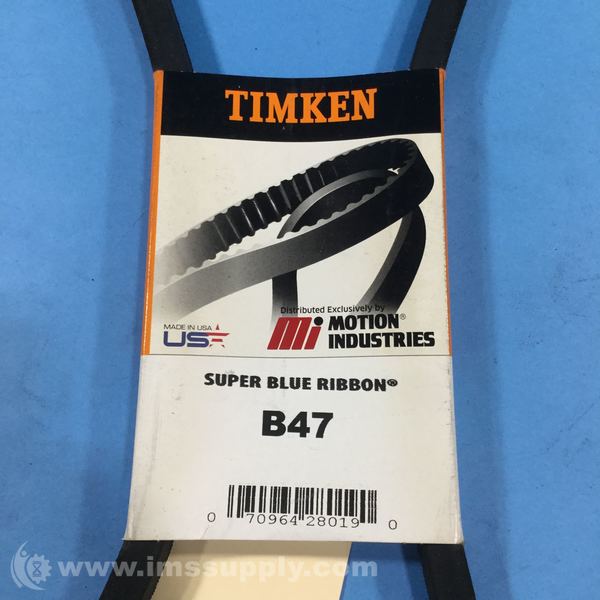 TIMKEN
Distributed Exclusively by
MADE IN USA
USA
Mi MOTION®
INDUSTRIES
SUPER BLUE RIBBON®
B47
0 70964 28019 0
www.imssupply.com